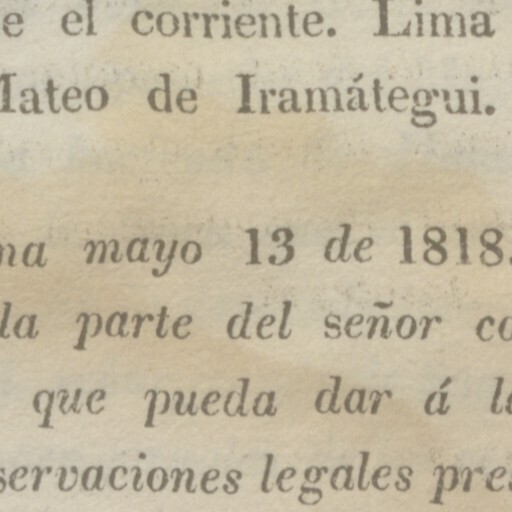 e el corriente. Lima
Mateo de Iramátegui.
na mayo 13 de 1818.
la parte del señor co
que pueda dar á l
servaciones legales pres